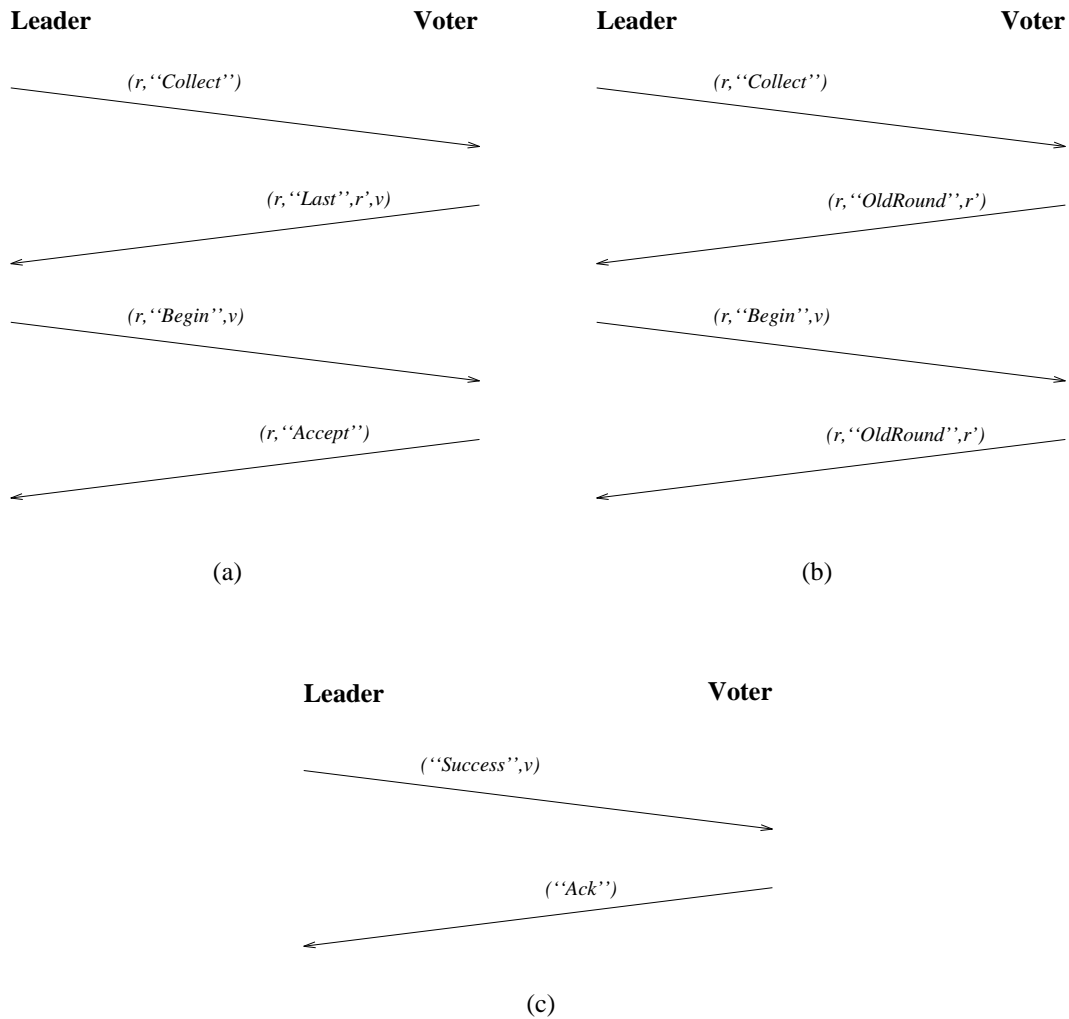 Leader Voter
(r,‘‘Collect’’)
(r,‘‘Last’’,r’,v)
(r,‘‘Begin’’,v)
(r,‘‘Accept’’)
(a)
Leader Voter
(r,‘‘Collect’’)
(r,‘‘OldRound’’,r’)
(r,‘‘Begin’’,v)
(r,‘‘OldRound’’,r’)
(b)
Leader Voter
(‘‘Success’’,v)
(‘‘Ack’’)
(c)